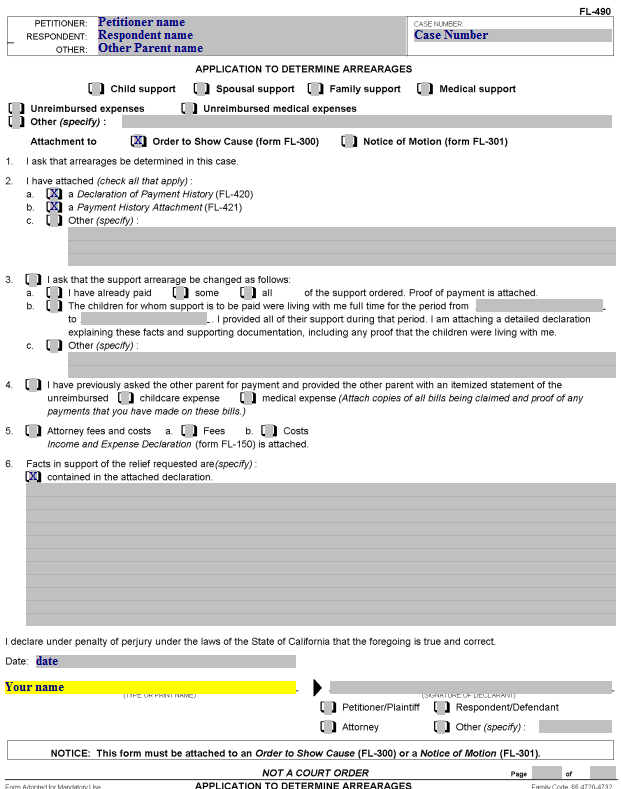 FL-490
PETITIONER: Petitioner name
RESPONDENT: Respondent name
OTHER: Other Parent name
CASE NUMBER:
Case Number
APPLICATION TO DETERMINE ARREARAGES
Child support Spousal support Family support Medical support
Unreimbursed expenses Unreimbursed medical expenses
Other (specify) :
Attachment to X Order to Show Cause (form FL-300) Notice of Motion (form FL-301)
1. I ask that arrearages be determined in this case.
2. I have attached (check all that apply) :
a. X a Declaration of Payment History (FL-420)
b. X a Payment History Attachment (FL-421)
c. Other (specify) :
3. I ask that the support arrearage be changed as follows:
a. I have already paid some all of the support ordered. Proof of payment is attached.
b. The children for whom support is to be paid were living with me full time for the period from
to . I provided all of their support during that period. I am attaching a detailed declaration
explaining these facts and supporting documentation, including any proof that the children were living with me.
c. Other (specify) :
4. I have previously asked the other parent for payment and provided the other parent with an itemized statement of the
unreimbursed childcare expense medical expense (Attach copies of all bills being claimed and proof of any
payments that you have made on these bills.)
5. Attorney fees and costs a. Fees b. Costs
Income and Expense Declaration (form FL-150) is attached.
6. Facts in support of the relief requested are(specify) :
X contained in the attached declaration.
I declare under penalty of perjury under the laws of the State of California that the foregoing is true and correct.
Date: date
Your name
(TYPE OR PRINT NAME) (SIGNATURE OF DECLARANT)
Petitioner/Plaintiff Respondent/Defendant
Attorney Other (specify) :
NOTICE: This form must be attached to an Order to Show Cause (FL-300) or a Notice of Motion (FL-301).
NOT A COURT ORDER Page of
Form Adopted for Mandatory Use APPLICATION TO DETERMINE ARREARAGES Family Code, §§ 4720-4732